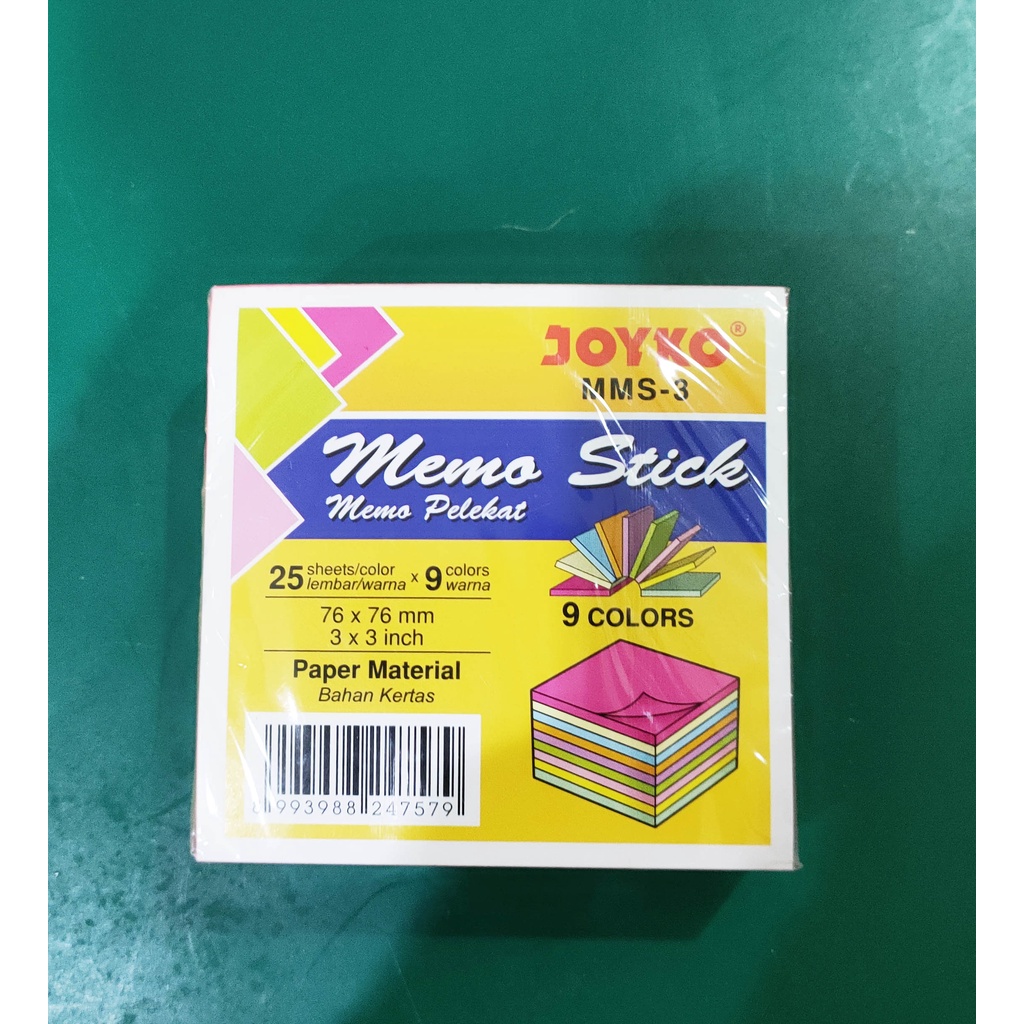 JOYKO®
MMS-3
Memo Stick
Memo Pelekat
25 sheets/color x 9 colors
lembar/warna warna
76 x 76 mm
3 x 3 inch
Paper Material
Bahan Kertas
9 COLORS
8 993988 247579